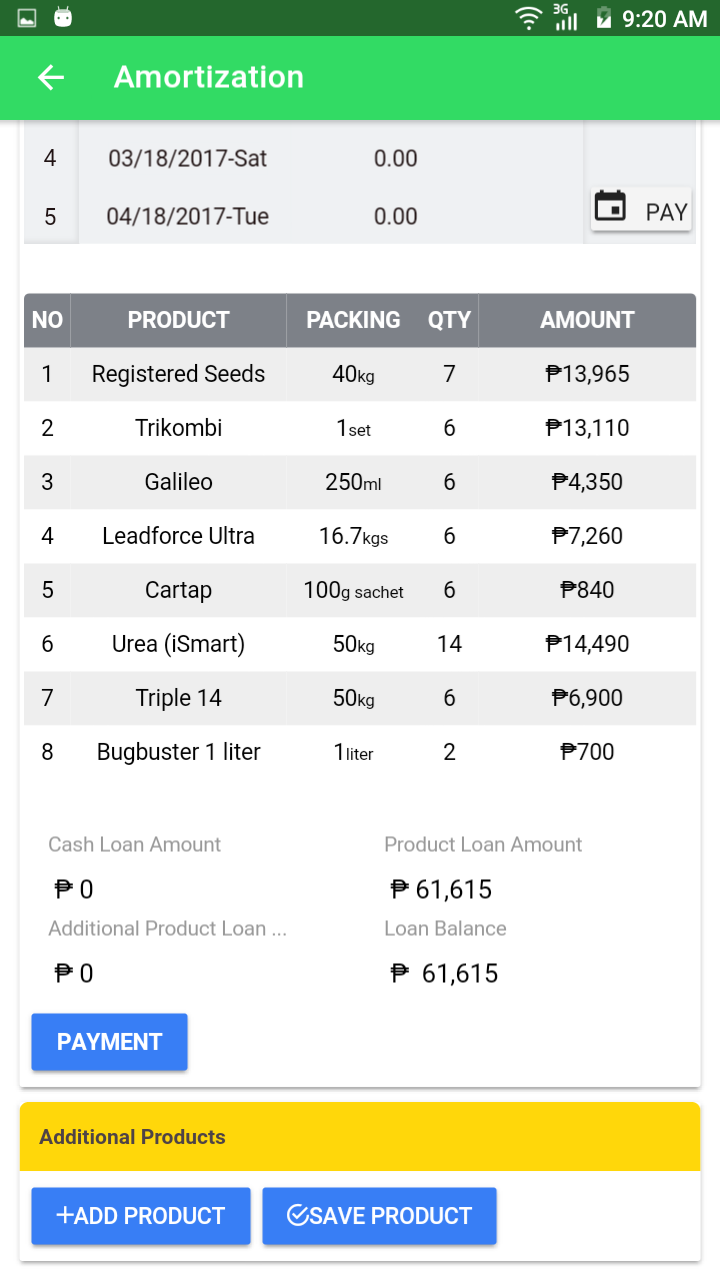 3G 9:20 AM
Amortization
4 03/18/2017-Sat 0.00
5 04/18/2017-Tue 0.00 PAY
NO PRODUCT PACKING QTY AMOUNT
1 Registered Seeds 40kg 7 ₱13,965
2 Trikombi 1set 6 ₱13,110
3 Galileo 250ml 6 ₱4,350
4 Leadforce Ultra 16.7kgs 6 ₱7,260
5 Cartap 100g sachet 6 ₱840
6 Urea (iSmart) 50kg 14 ₱14,490
7 Triple 14 50kg 6 ₱6,900
8 Bugbuster 1 liter 1liter 2 ₱700
Cash Loan Amount Product Loan Amount
₱ 0 ₱ 61,615
Additional Product Loan ... Loan Balance
₱ 0 ₱ 61,615
PAYMENT
Additional Products
+ADD PRODUCT SAVE PRODUCT